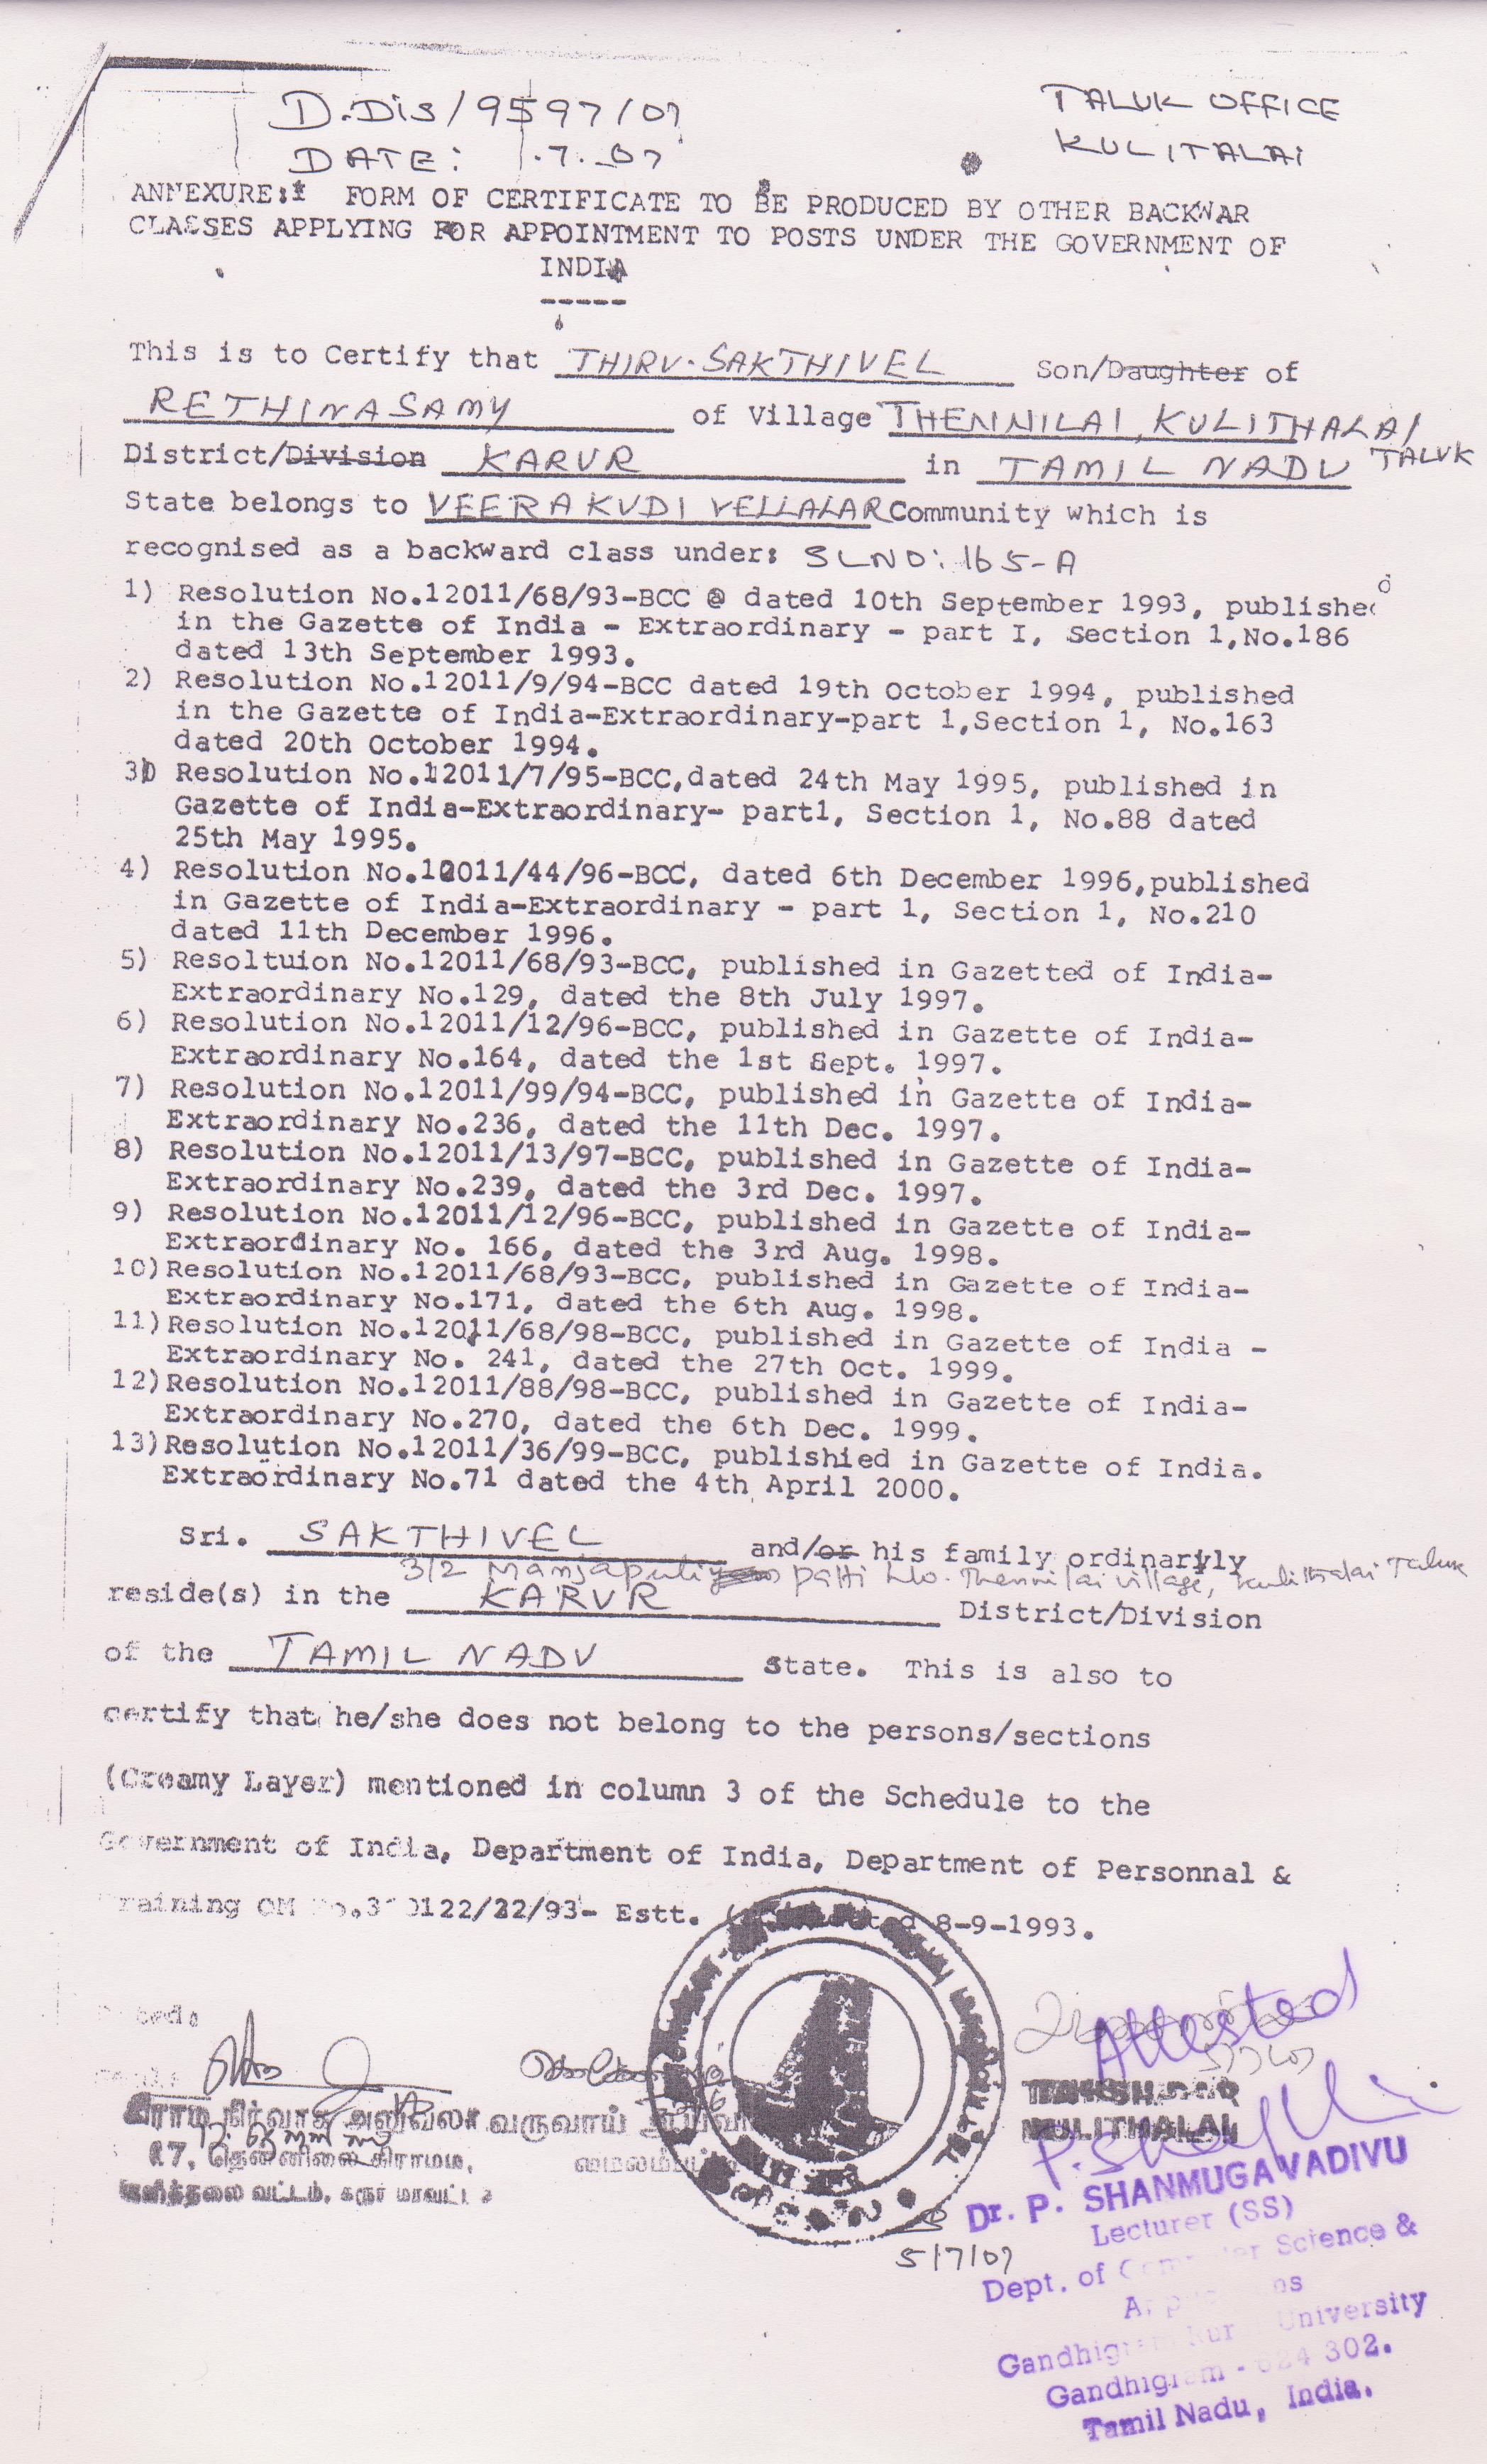 D.Dis/9597/07
TALUK OFFICE
KULITALAI
DATE: .7.07
ANNEXURE:1 FORM OF CERTIFICATE TO BE PRODUCED BY OTHER BACKWAR
CLASSES APPLYING FOR APPOINTMENT TO POSTS UNDER THE GOVERNMENT OF
INDIA
-----
This is to Certify that THIRU.SAKTHIVEL Son/Daughter of
RETHINASAMY of Village THENNILAI, KULITHALAI
District/Division KARUR in TAMIL NADU TALUK
State belongs to VEERAKUDI VELLALAR Community which is
recognised as a backward class under: SLNO: 165-A
1) Resolution No.12011/68/93-BCC @ dated 10th September 1993, published
in the Gazette of India - Extraordinary - part I, Section 1,No.186
dated 13th September 1993.
2) Resolution No.12011/9/94-BCC dated 19th October 1994, published
in the Gazette of India-Extraordinary-part 1,Section 1, No.163
dated 20th October 1994.
3) Resolution No.12011/7/95-BCC,dated 24th May 1995, published in
Gazette of India-Extraordinary- part1, Section 1, No.88 dated
25th May 1995.
4) Resolution No.12011/44/96-BCC, dated 6th December 1996,published
in Gazette of India-Extraordinary - part 1, Section 1, No.210
dated 11th December 1996.
5) Resoltuion No.12011/68/93-BCC, published in Gazetted of India-
Extraordinary No.129, dated the 8th July 1997.
6) Resolution No.12011/12/96-BCC, published in Gazette of India-
Extraordinary No.164, dated the 1st Sept. 1997.
7) Resolution No.12011/99/94-BCC, published in Gazette of India-
Extraordinary No.236, dated the 11th Dec. 1997.
8) Resolution No.12011/13/97-BCC, published in Gazette of India-
Extraordinary No.239, dated the 3rd Dec. 1997.
9) Resolution No.12011/12/96-BCC, published in Gazette of India-
Extraordinary No. 166, dated the 3rd Aug. 1998.
10)Resolution No.12011/68/93-BCC, published in Gazette of India-
Extraordinary No.171, dated the 6th Aug. 1998.
11)Resolution No.12011/68/98-BCC, published in Gazette of India -
Extraordinary No. 241, dated the 27th Oct. 1999.
12)Resolution No.12011/88/98-BCC, published in Gazette of India-
Extraordinary No.270, dated the 6th Dec. 1999.
13)Resolution No.12011/36/99-BCC, publishied in Gazette of India.
Extraordinary No.71 dated the 4th April 2000.
Sri. SAKTHIVEL and/or his family ordinarily
3/2 Manjapuli patti Thennilai village, Kulithalai Taluk
reside(s) in the KARUR District/Division
of the TAMIL NADU State. This is also to
certify that he/she does not belong to the persons/sections
(Creamy Layer) mentioned in column 3 of the Schedule to the
Government of India, Department of India, Department of Personnal &
Training OM Estt. 8-9-1993.
Attested
5/7/07
TAHSILDAR
KULITHALAI
கிராம நிர்வாக அலுவலர் வருவாய்
17, தென்னிலை கிராமம்,
குளித்தலை வட்டம், கரூர் மாவட்டம்
5/7/07
Dr. P. SHANMUGAVADIVU
Lecturer (SS)
Dept. of Computer Science &
Applications
Gandhigram Rural University
Gandhigram - 624 302.
Tamil Nadu, India.